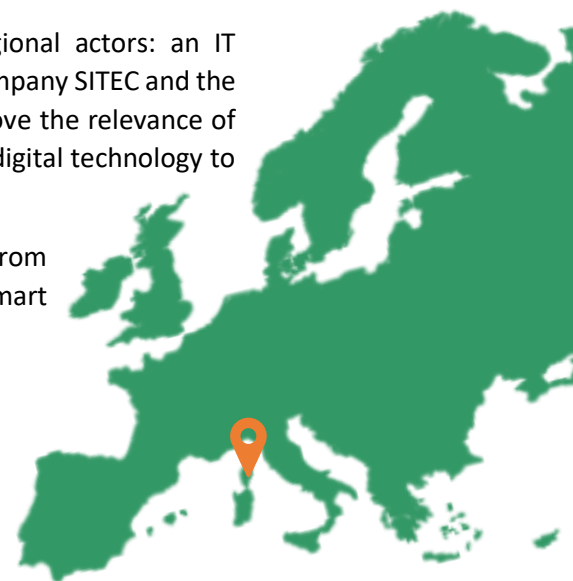 gional actors: an IT
mpany SITEC and the
ove the relevance of
digital technology to
rom
mart